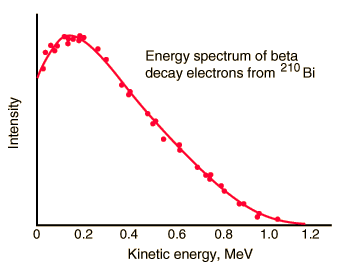 Energy spectrum of beta
decay electrons from ²¹⁰Bi
Intensity
0 0.2 0.4 0.6 0.8 1.0 1.2
Kinetic energy, MeV